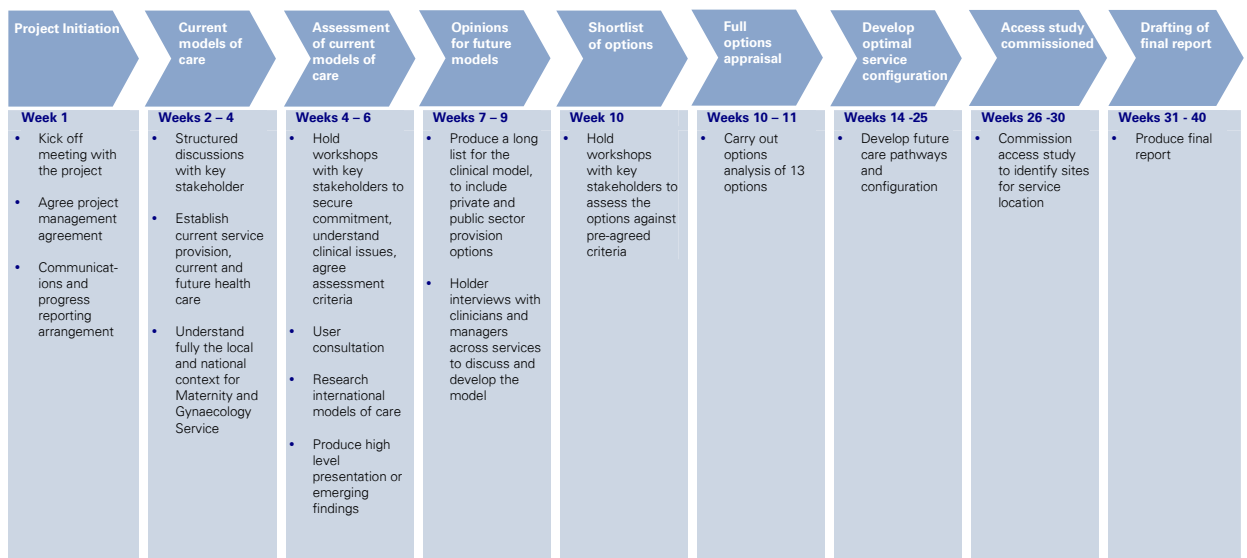 Project Initiation
Current
models of
care
Assessment
of current
models of
care
Opinions
for future
models
Shortlist
of options
Full
options
appraisal
Develop
optimal
service
configuration
Access study
commissioned
Drafting of
final report
Week 1
• Kick off
meeting with
the project
• Agree project
management
agreement
• Communicat-
ions and
progress
reporting
arrangement
Weeks 2 – 4
• Structured
discussions
with key
stakeholder
• Establish
current service
provision,
current and
future health
care
• Understand
fully the local
and national
context for
Maternity and
Gynaecology
Service
Weeks 4 – 6
• Hold
workshops
with key
stakeholders to
secure
commitment,
understand
clinical issues,
agree
assessment
criteria
• User
consultation
• Research
international
models of care
• Produce high
level
presentation or
emerging
findings
Weeks 7 – 9
• Produce a long
list for the
clinical model,
to include
private and
public sector
provision
options
• Holder
interviews with
clinicians and
managers
across services
to discuss and
develop the
model
Week 10
• Hold
workshops
with key
stakeholders to
assess the
options against
pre-agreed
criteria
Weeks 10 – 11
• Carry out
options
analysis of 13
options
Weeks 14 -25
• Develop future
care pathways
and
configuration
Weeks 26 -30
• Commission
access study
to identify sites
for service
location
Weeks 31 - 40
• Produce final
report